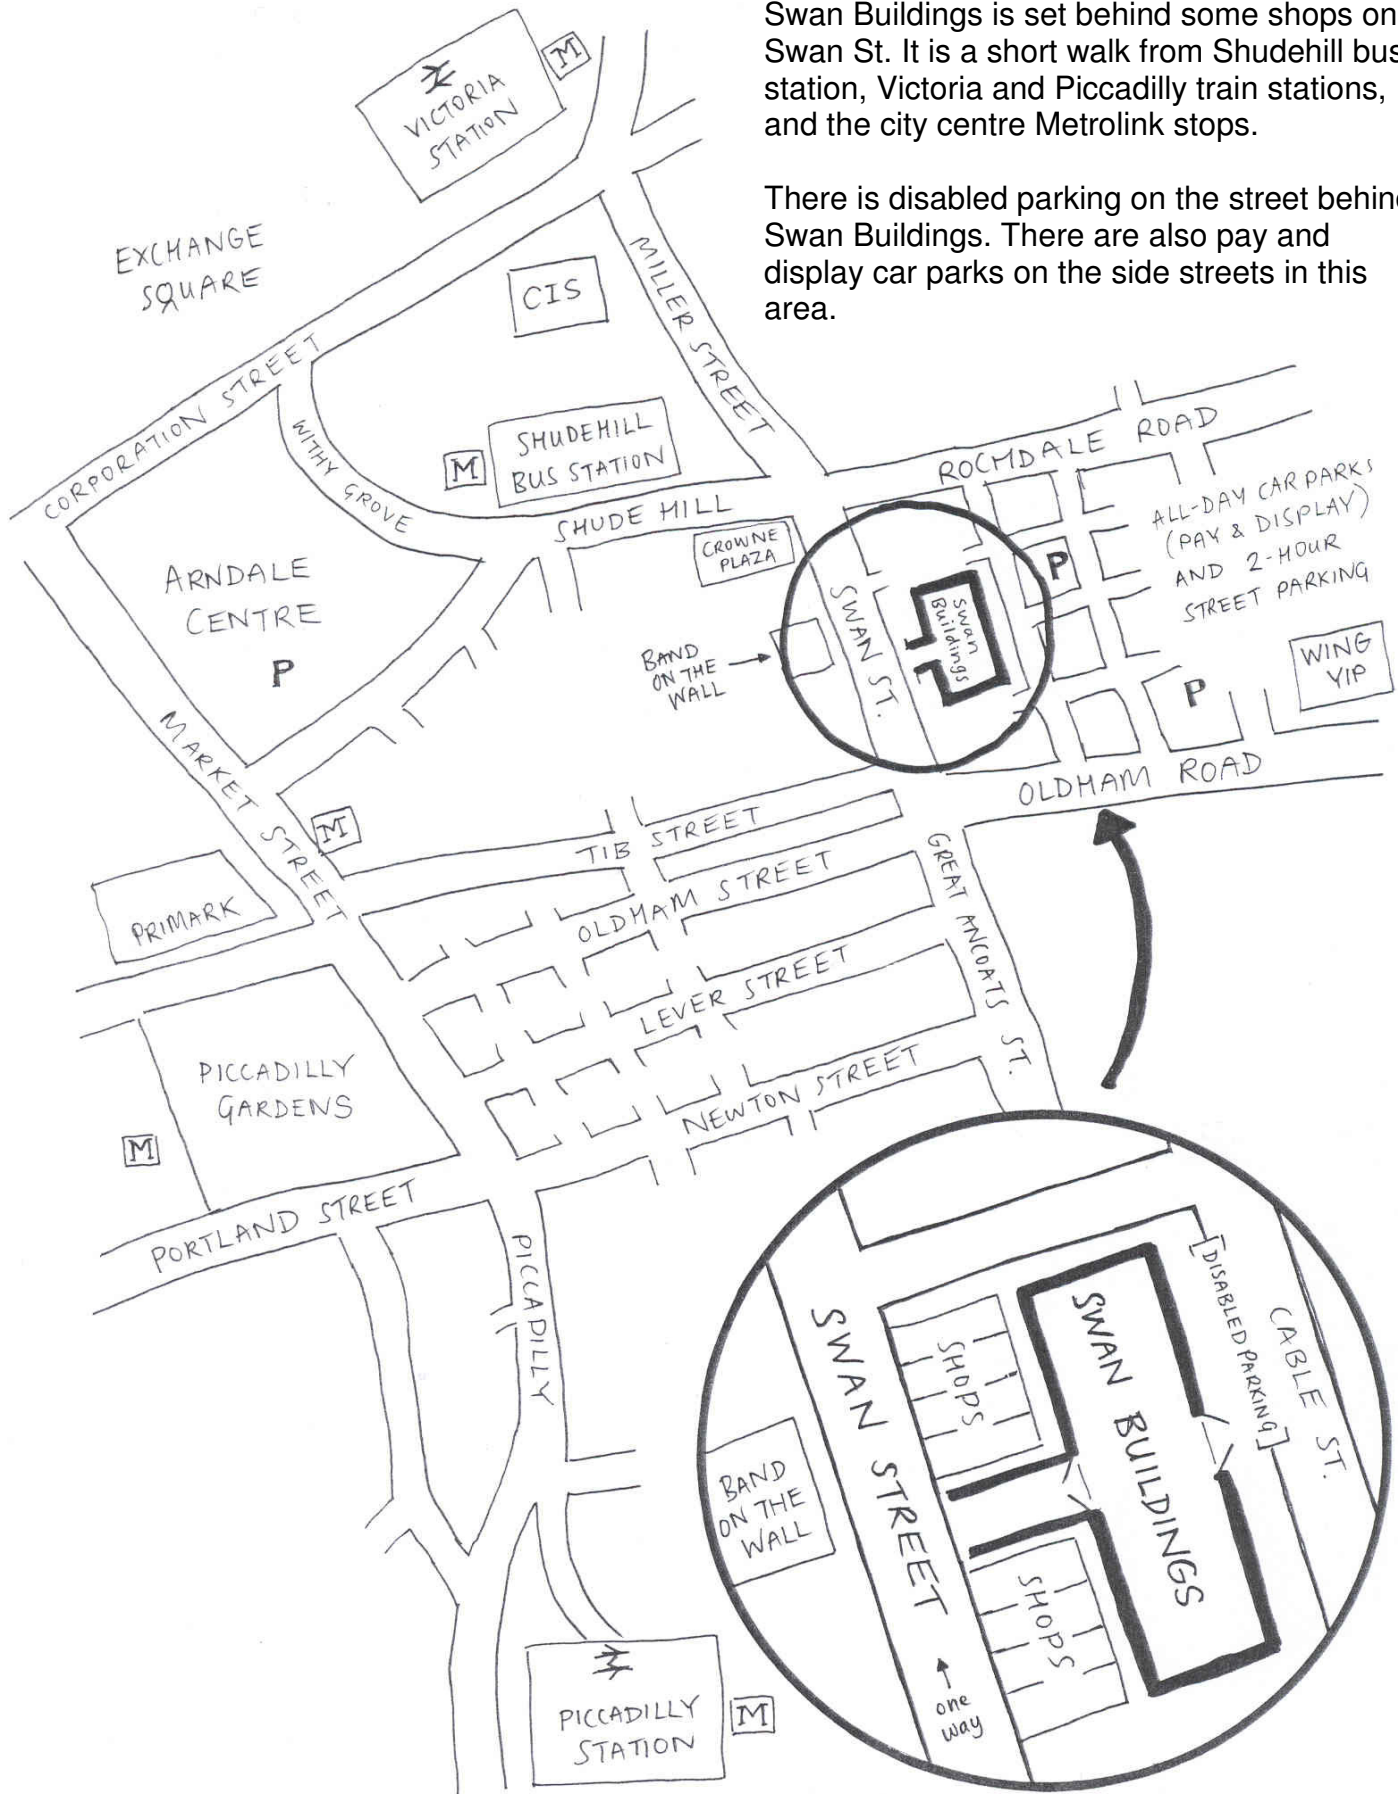 Swan Buildings is set behind some shops on
Swan St. It is a short walk from Shudehill bus
station, Victoria and Piccadilly train stations,
and the city centre Metrolink stops.
There is disabled parking on the street behind
Swan Buildings. There are also pay and
display car parks on the side streets in this
area.
M
VICTORIA
STATION
EXCHANGE
SQUARE
CIS
MILLER STREET
CORPORATION STREET
WITHY GROVE
M
SHUDEHILL
BUS STATION
SHUDE HILL
ROCHDALE ROAD
CROWNE
PLAZA
ALL-DAY CAR PARKS
(PAY & DISPLAY)
AND 2-HOUR
STREET PARKING
P
ARNDALE
CENTRE
P
SWAN ST.
Swan
Buildings
BAND
ON THE
WALL
WING
YIP
P
MARKET STREET
M
OLDHAM ROAD
TIB STREET
OLDHAM STREET
GREAT ANCOATS ST.
PRIMARK
LEVER STREET
NEWTON STREET
PICCADILLY
GARDENS
M
PORTLAND STREET
PICCADILLY
SWAN STREET
SHOPS
SWAN BUILDINGS
[DISABLED PARKING]
CABLE ST.
BAND
ON THE
WALL
SHOPS
one
way
PICCADILLY
STATION
M